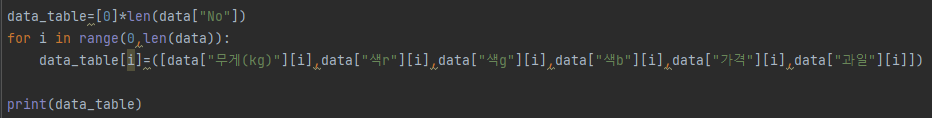 data_table=[0]*len(data["No"])
for i in range(0,len(data)):
    data_table[i]=([data["무게(kg)"][i],data["색r"][i],data["색g"][i],data["색b"][i],data["가격"][i],data["과일"][i]])
print(data_table)